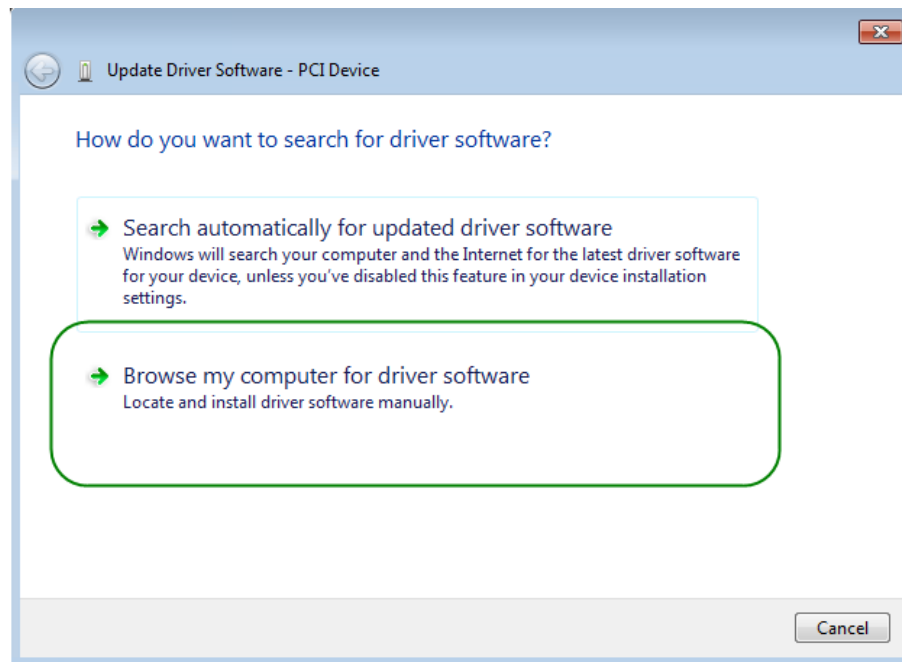 Update Driver Software - PCI Device
How do you want to search for driver software?
Search automatically for updated driver software
Windows will search your computer and the Internet for the latest driver software
for your device, unless you've disabled this feature in your device installation
settings.
Browse my computer for driver software
Locate and install driver software manually.
Cancel